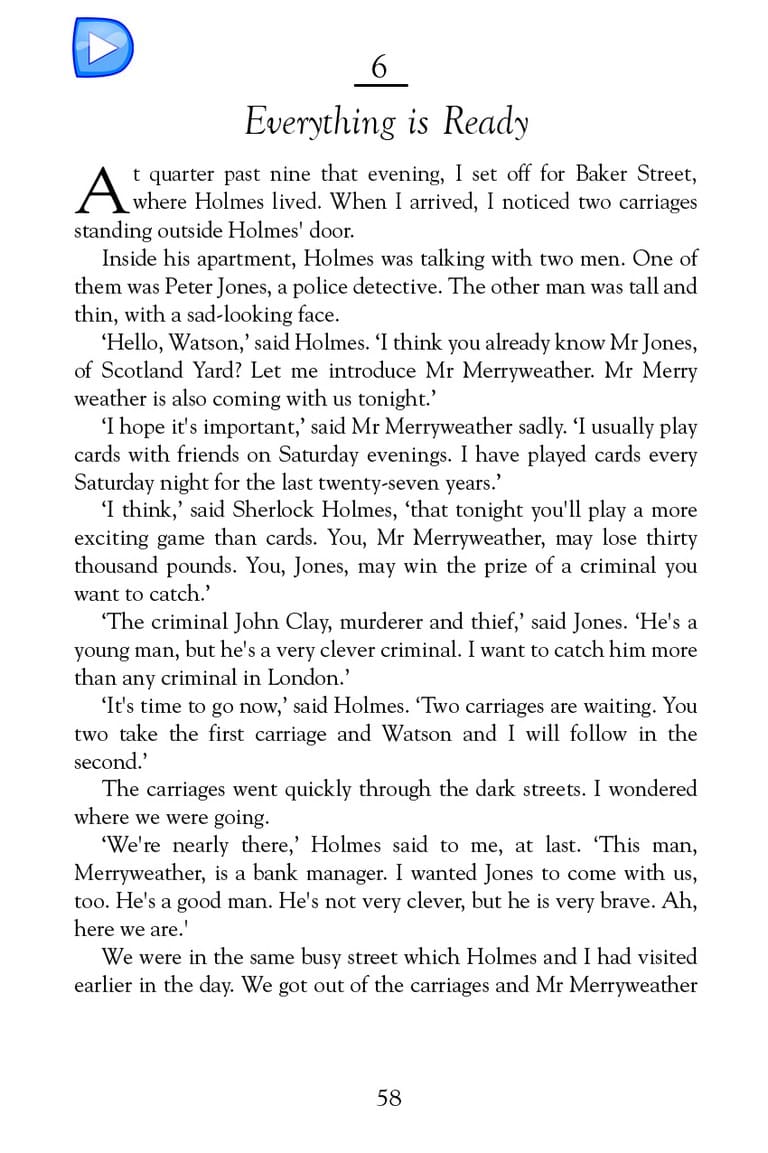 6
Everything is Ready
At quarter past nine that evening, I set off for Baker Street,
where Holmes lived. When I arrived, I noticed two carriages
standing outside Holmes' door.
Inside his apartment, Holmes was talking with two men. One of
them was Peter Jones, a police detective. The other man was tall and
thin, with a sad-looking face.
‘Hello, Watson,’ said Holmes. ‘I think you already know Mr Jones,
of Scotland Yard? Let me introduce Mr Merryweather. Mr Merry
weather is also coming with us tonight.’
‘I hope it's important,’ said Mr Merryweather sadly. ‘I usually play
cards with friends on Saturday evenings. I have played cards every
Saturday night for the last twenty-seven years.’
‘I think,’ said Sherlock Holmes, ‘that tonight you'll play a more
exciting game than cards. You, Mr Merryweather, may lose thirty
thousand pounds. You, Jones, may win the prize of a criminal you
want to catch.’
‘The criminal John Clay, murderer and thief,’ said Jones. ‘He's a
young man, but he's a very clever criminal. I want to catch him more
than any criminal in London.’
‘It's time to go now,’ said Holmes. ‘Two carriages are waiting. You
two take the first carriage and Watson and I will follow in the
second.’
The carriages went quickly through the dark streets. I wondered
where we were going.
‘We're nearly there,’ Holmes said to me, at last. ‘This man,
Merryweather, is a bank manager. I wanted Jones to come with us,
too. He's a good man. He's not very clever, but he is very brave. Ah,
here we are.'
We were in the same busy street which Holmes and I had visited
earlier in the day. We got out of the carriages and Mr Merryweather
58